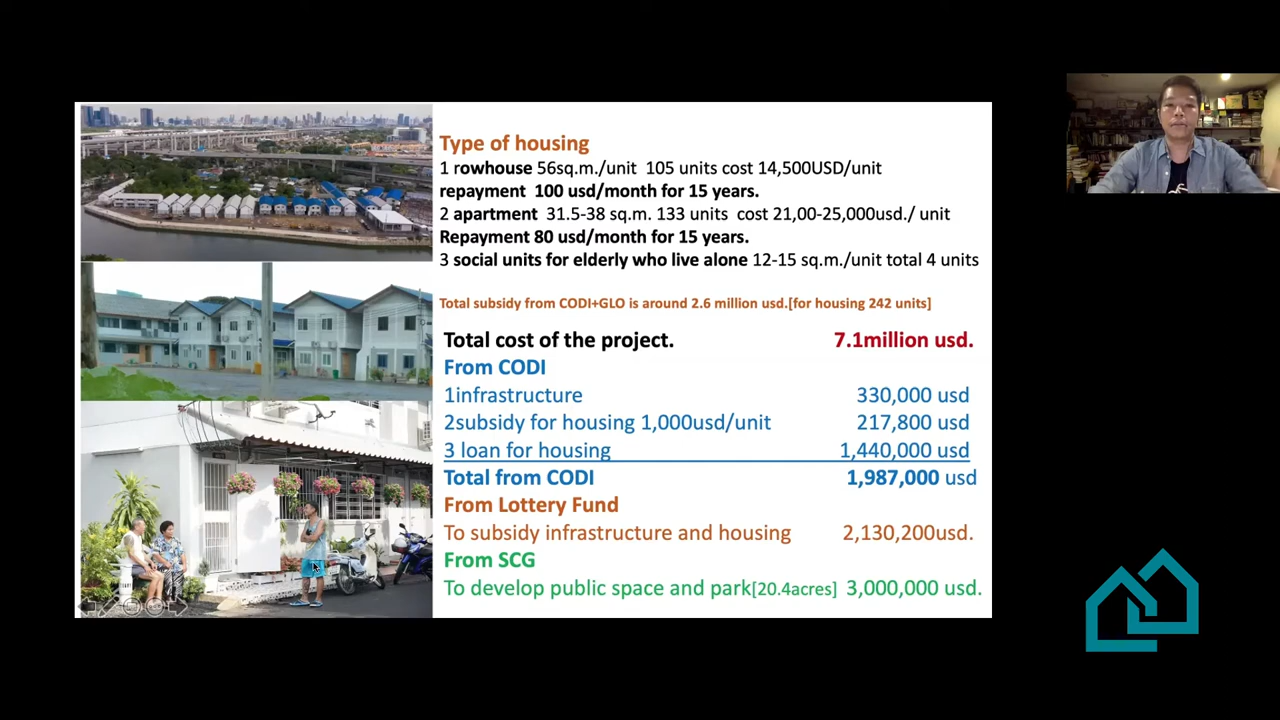 Type of housing
1 rowhouse 56sq.m./unit 105 units cost 14,500USD/unit
repayment 100 usd/month for 15 years.
2 apartment 31.5-38 sq.m. 133 units cost 21,00-25,000usd./ unit
Repayment 80 usd/month for 15 years.
3 social units for elderly who live alone 12-15 sq.m./unit total 4 units
Total subsidy from CODI+GLO is around 2.6 million usd.[for housing 242 units]
Total cost of the project. 7.1million usd.
From CODI
1infrastructure 330,000 usd
2subsidy for housing 1,000usd/unit 217,800 usd
3 loan for housing 1,440,000 usd
Total from CODI 1,987,000 usd
From Lottery Fund
To subsidy infrastructure and housing 2,130,200usd.
From SCG
To develop public space and park[20.4acres] 3,000,000 usd.